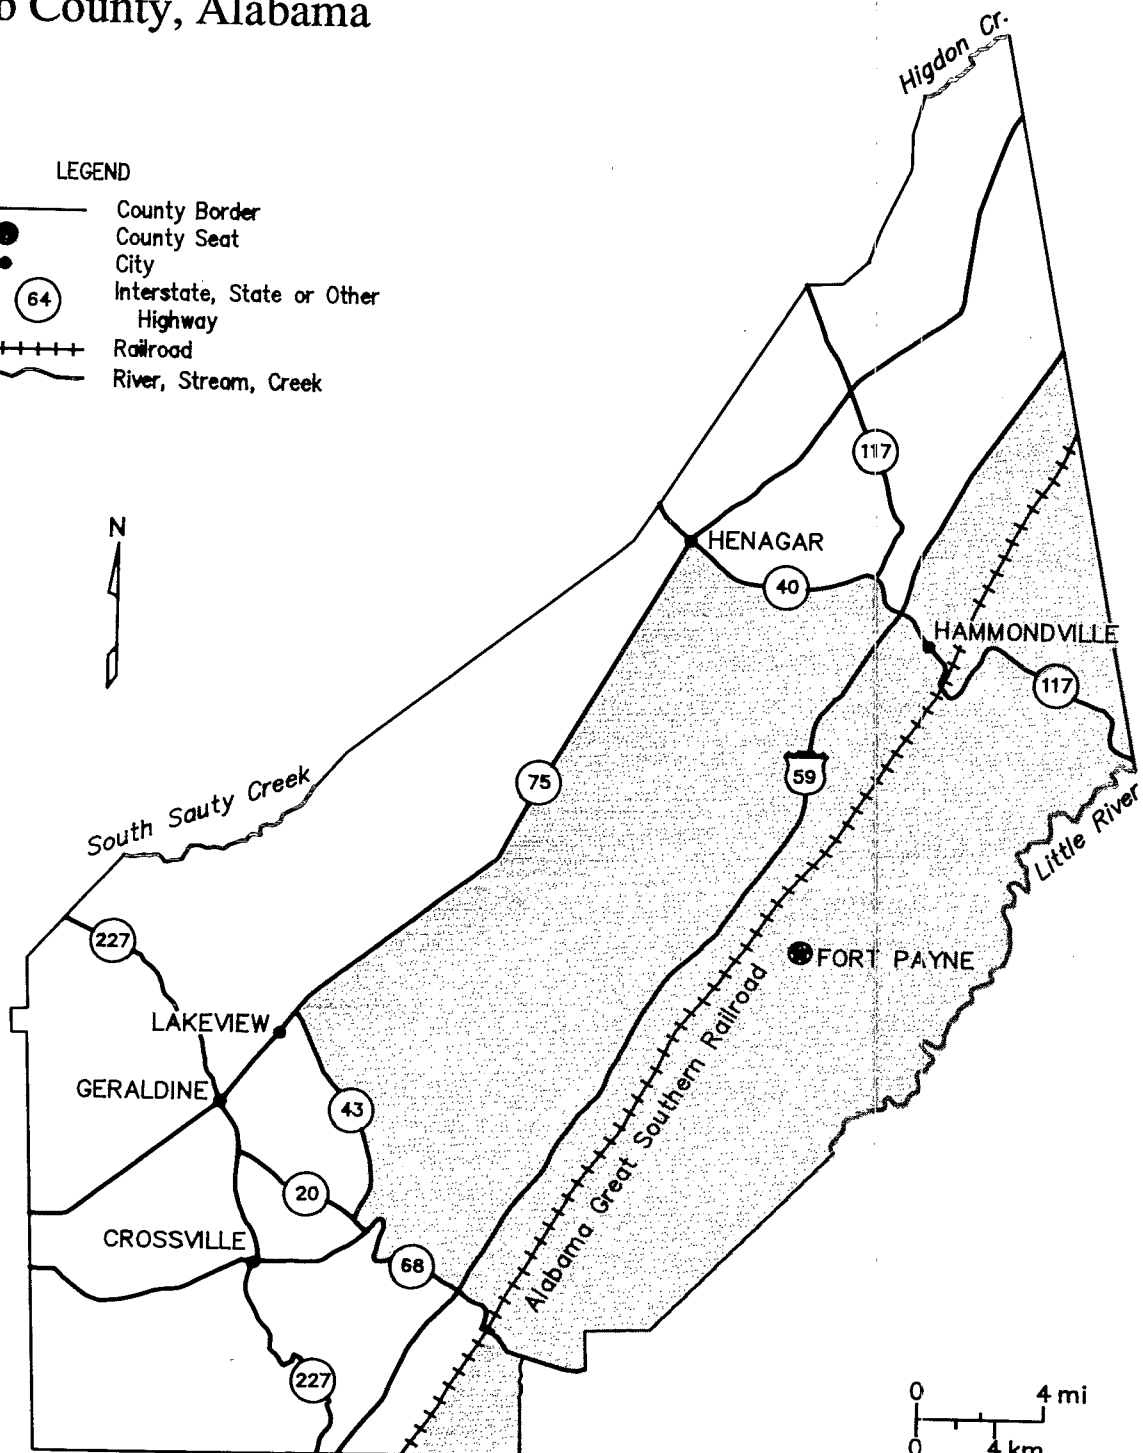 County, Alabama
Higdon Cr.
LEGEND
County Border
County Seat
City
64
Interstate, State or Other
Highway
Railroad
River, Stream, Creek
N
117
HENAGAR
40
HAMMONDVILLE
117
75
59
South Sauty Creek
Little River
227
FORT PAYNE
LAKEVIEW
GERALDINE
43
Alabama Great Southern Railroad
20
CROSSVILLE
68
227
0 4 mi
0 4 km